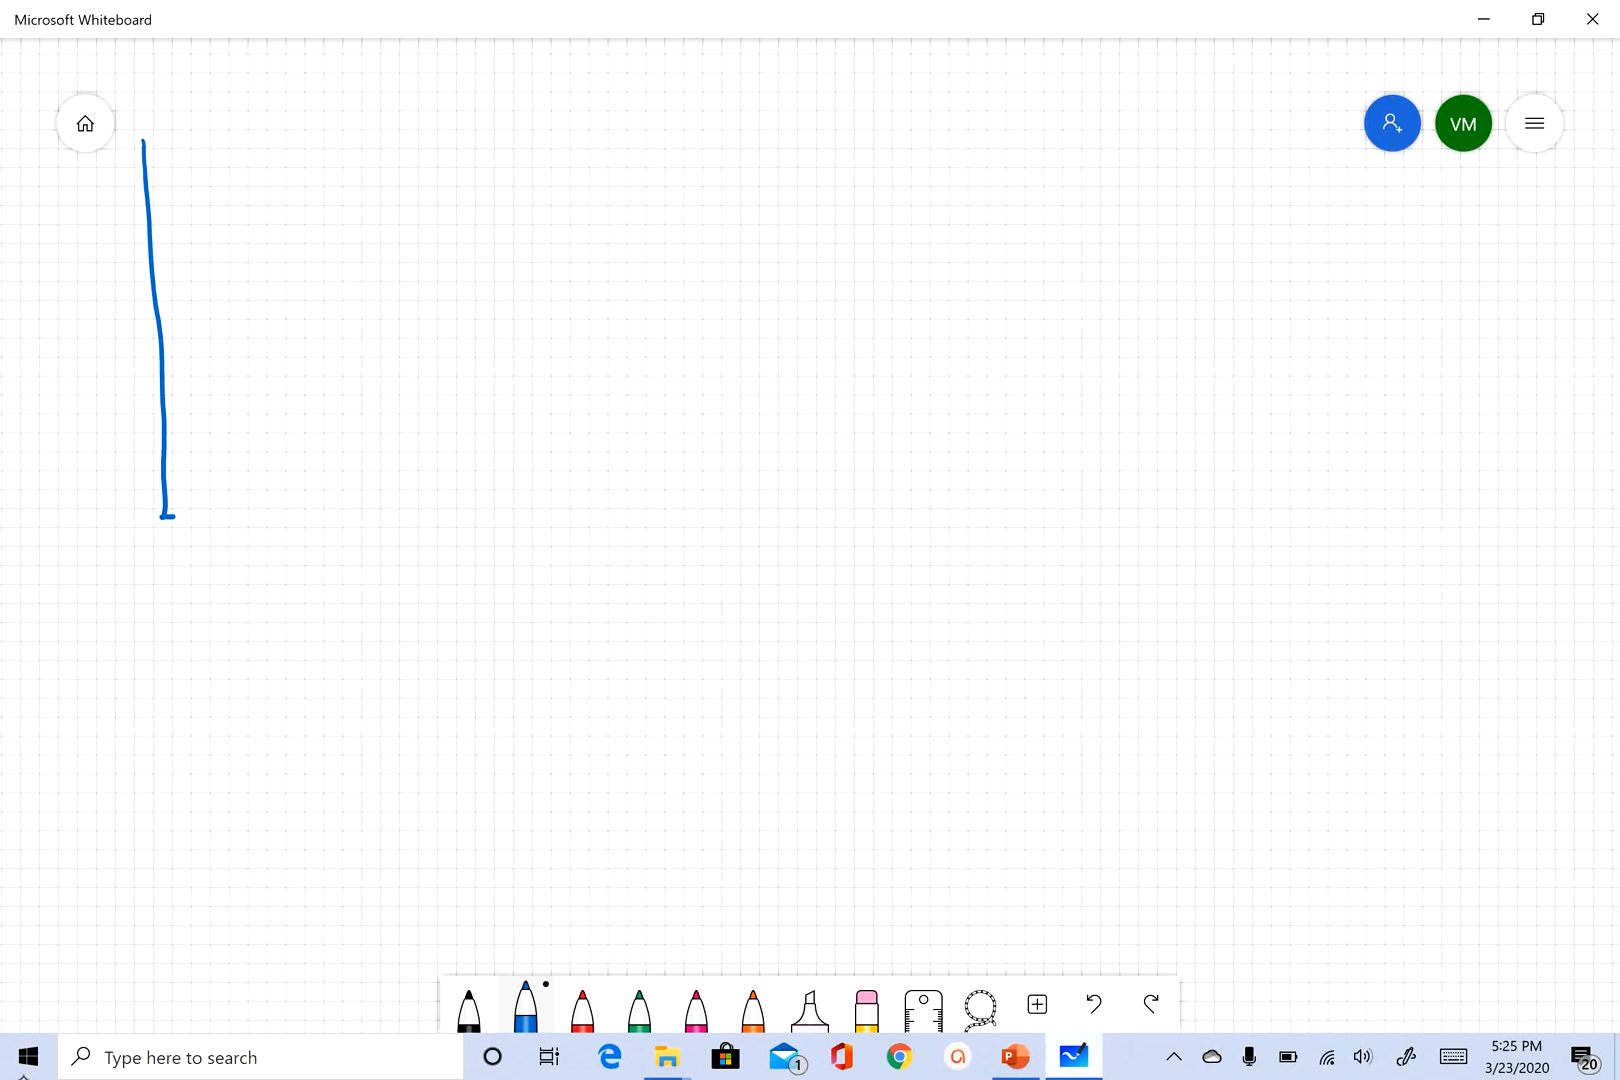 Microsoft Whiteboard
VM
Type here to search
1
5:25 PM
3/23/2020
20